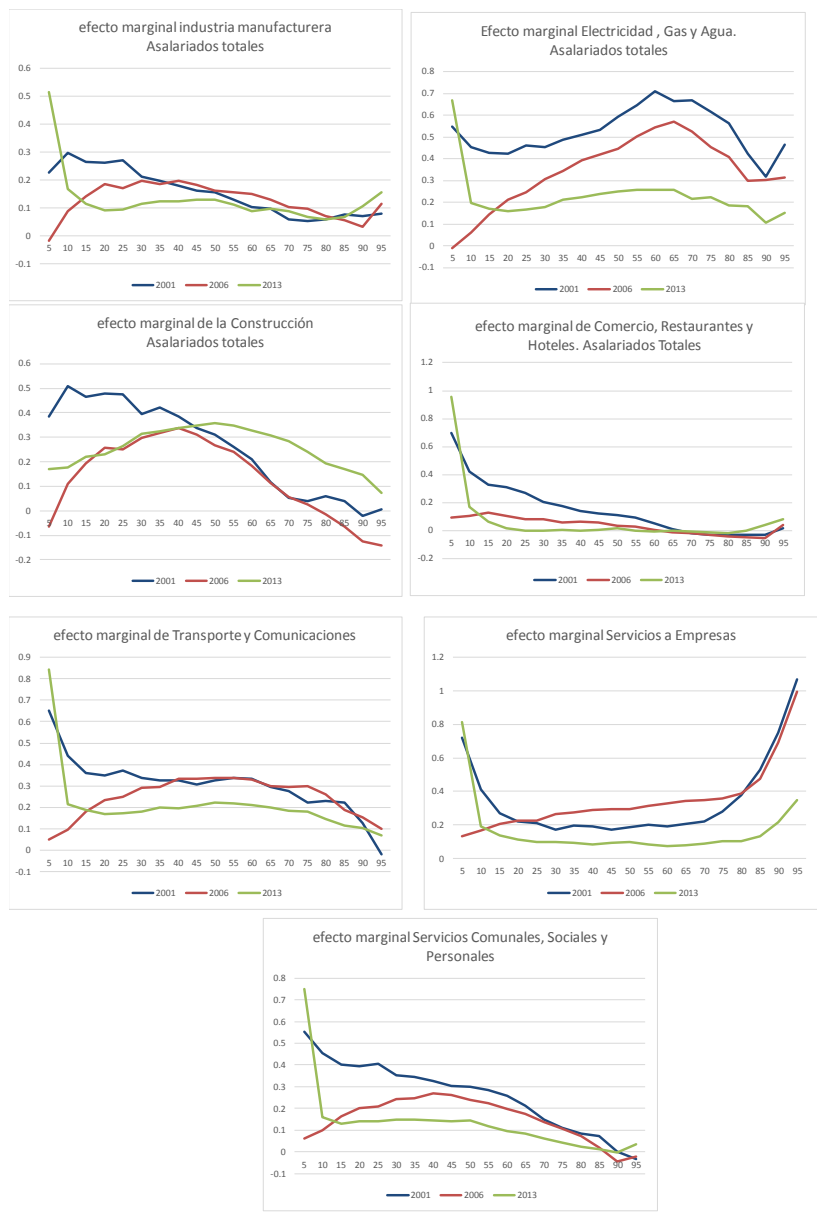 efecto marginal industria manufacturera
Asalariados totales
0.6
0.5
0.4
0.3
0.2
0.1
0
-0.1
5 10 15 20 25 30 35 40 45 50 55 60 65 70 75 80 85 90 95
2001 2006 2013
Efecto marginal Electricidad , Gas y Agua.
Asalariados totales
0.8
0.7
0.6
0.5
0.4
0.3
0.2
0.1
0
-0.1
5 10 15 20 25 30 35 40 45 50 55 60 65 70 75 80 85 90 95
2001 2006 2013
efecto marginal de la Construcción
Asalariados totales
0.6
0.5
0.4
0.3
0.2
0.1
0
-0.1
-0.2
5 10 15 20 25 30 35 40 45 50 55 60 65 70 75 80 85 90 95
2001 2006 2013
efecto marginal de Comercio, Restaurantes y
Hoteles. Asalariados Totales
1.2
1
0.8
0.6
0.4
0.2
0
-0.2
5 10 15 20 25 30 35 40 45 50 55 60 65 70 75 80 85 90 95
2001 2006 2013
efecto marginal de Transporte y Comunicaciones
0.9
0.8
0.7
0.6
0.5
0.4
0.3
0.2
0.1
0
-0.1
5 10 15 20 25 30 35 40 45 50 55 60 65 70 75 80 85 90 95
2001 2006 2013
efecto marginal Servicios a Empresas
1.2
1
0.8
0.6
0.4
0.2
0
5 10 15 20 25 30 35 40 45 50 55 60 65 70 75 80 85 90 95
2001 2006 2013
efecto marginal Servicios Comunales, Sociales y
Personales
0.8
0.7
0.6
0.5
0.4
0.3
0.2
0.1
0
-0.1
5 10 15 20 25 30 35 40 45 50 55 60 65 70 75 80 85 90 95
2001 2006 2013